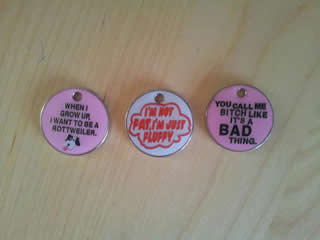 WHEN I
GROW UP,
I WANT TO BE A
ROTTWEILER.
I'M NOT
FAT, I'M JUST
FLUFFY
YOU CALL ME
BITCH LIKE
IT'S A
BAD
THING.